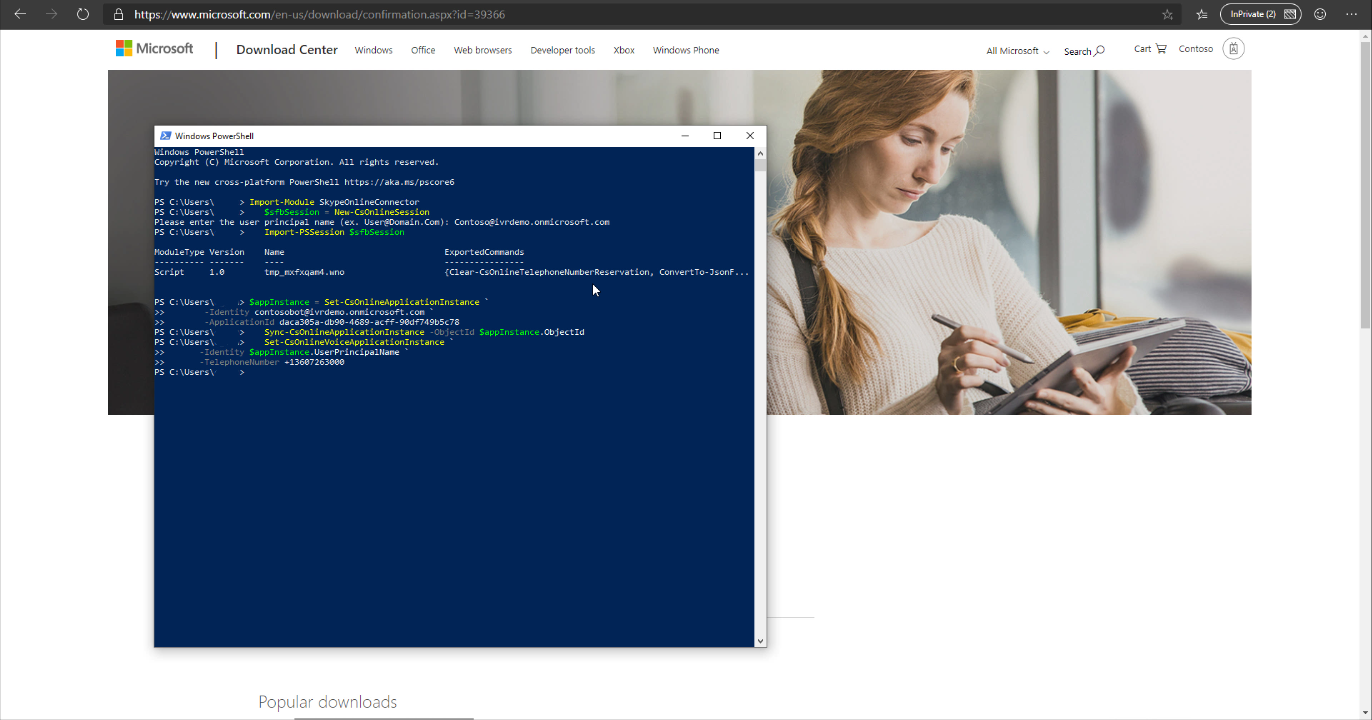 https://www.microsoft.com/en-us/download/confirmation.aspx?id=39366
InPrivate (2)
Microsoft | Download Center Windows Office Web browsers Developer tools Xbox Windows Phone All Microsoft Search Cart Contoso
Windows PowerShell
Windows PowerShell
Copyright (C) Microsoft Corporation. All rights reserved.
Try the new cross-platform PowerShell https://aka.ms/pscore6
PS C:\Users\ > Import-Module SkypeOnlineConnector
PS C:\Users\ > $sfbSession = New-CsOnlineSession
Please enter the user principal name (ex. User@Domain.Com): Contoso@ivrdemo.onmicrosoft.com
PS C:\Users\ > Import-PSSession $sfbSession
ModuleType Version Name ExportedCommands
---------- ------- ---- ----------------
Script 1.0 tmp_mxfxqam4.wno {Clear-CsOnlineTelephoneNumberReservation, ConvertTo-JsonF...
PS C:\Users\ > $appInstance = Set-CsOnlineApplicationInstance `
>> -Identity contosobot@ivrdemo.onmicrosoft.com `
>> -ApplicationId daca305a-db90-4689-acff-90df749b5c78
PS C:\Users\ > Sync-CsOnlineApplicationInstance -ObjectId $appInstance.ObjectId
PS C:\Users\ > Set-CsOnlineVoiceApplicationInstance `
>> -Identity $appInstance.UserPrincipalName `
>> -TelephoneNumber +13607263000
PS C:\Users\ >
Popular downloads